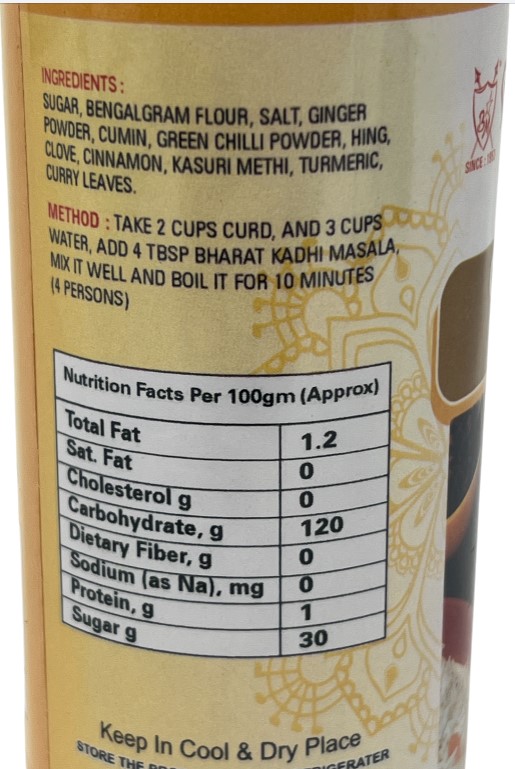 INGREDIENTS :
SUGAR, BENGALGRAM FLOUR, SALT, GINGER
POWDER, CUMIN, GREEN CHILLI POWDER, HING,
CLOVE, CINNAMON, KASURI METHI, TURMERIC,
CURRY LEAVES.
METHOD : TAKE 2 CUPS CURD, AND 3 CUPS
WATER, ADD 4 TBSP BHARAT KADHI MASALA,
MIX IT WELL AND BOIL IT FOR 10 MINUTES
(4 PERSONS)
Nutrition Facts Per 100gm (Approx)
Total Fat 1.2
Sat. Fat 0
Cholesterol g 0
Carbohydrate, g 120
Dietary Fiber, g 0
Sodium (as Na), mg 0
Protein, g 1
Sugar g 30
Keep In Cool & Dry Place
STORE THE
SINCE :